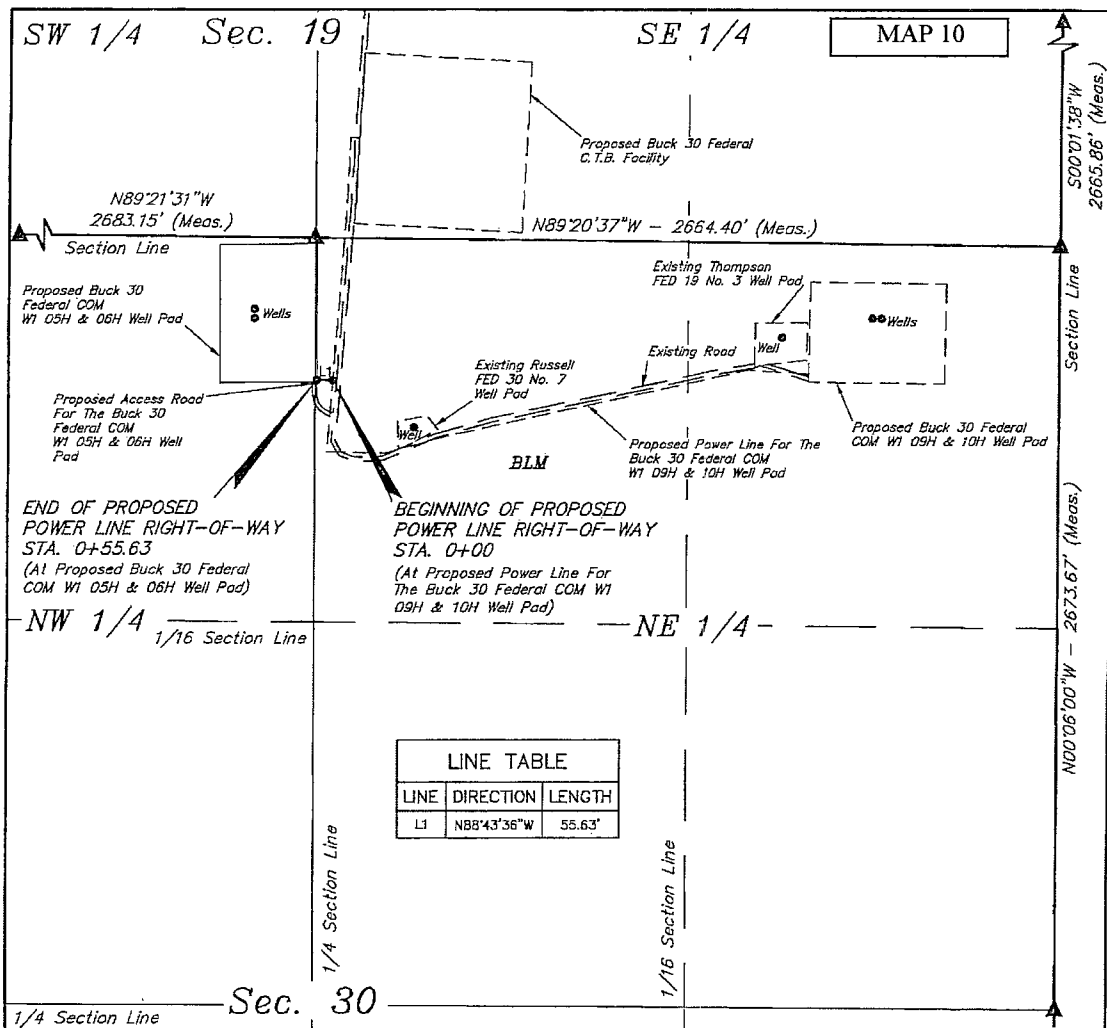 SW 1/4
Sec. 19
SE 1/4
MAP 10
S00°01'38"W
2665.86' (Meas.)
Proposed Buck 30 Federal
C.T.B. Facility
N89°21'31"W
2683.15' (Meas.)
N89°20'37"W - 2664.40' (Meas.)
Section Line
Section Line
Existing Thompson
FED 19 No. 3 Well Pad
Proposed Buck 30
Federal COM
W1 05H & 06H Well Pad
Wells
Wells
Well
Existing Road
Existing Russell
FED 30 No. 7
Well Pad
L1
Proposed Access Road
For The Buck 30
Federal COM
W1 05H & 06H Well
Pad
Well
Proposed Buck 30 Federal
COM W1 09H & 10H Well Pad
Proposed Power Line For The
Buck 30 Federal COM
W1 09H & 10H Well Pad
BLM
END OF PROPOSED
POWER LINE RIGHT-OF-WAY
STA. 0+55.63
(At Proposed Buck 30 Federal
COM W1 05H & 06H Well Pad)
BEGINNING OF PROPOSED
POWER LINE RIGHT-OF-WAY
STA. 0+00
(At Proposed Power Line For
The Buck 30 Federal COM W1
09H & 10H Well Pad)
N00°06'00"W - 2673.67' (Meas.)
NW 1/4
1/16 Section Line
NE 1/4
LINE TABLE
LINE DIRECTION LENGTH
L1 N88°43'36"W 55.63'
1/4 Section Line
1/16 Section Line
Sec. 30
1/4 Section Line